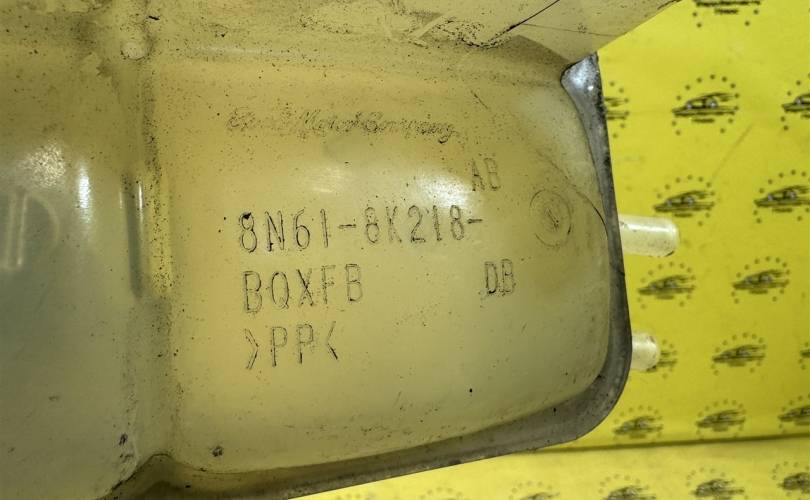 Ford Motor Company
AB
8N61-8K218-
BQXFB DB
>PP<